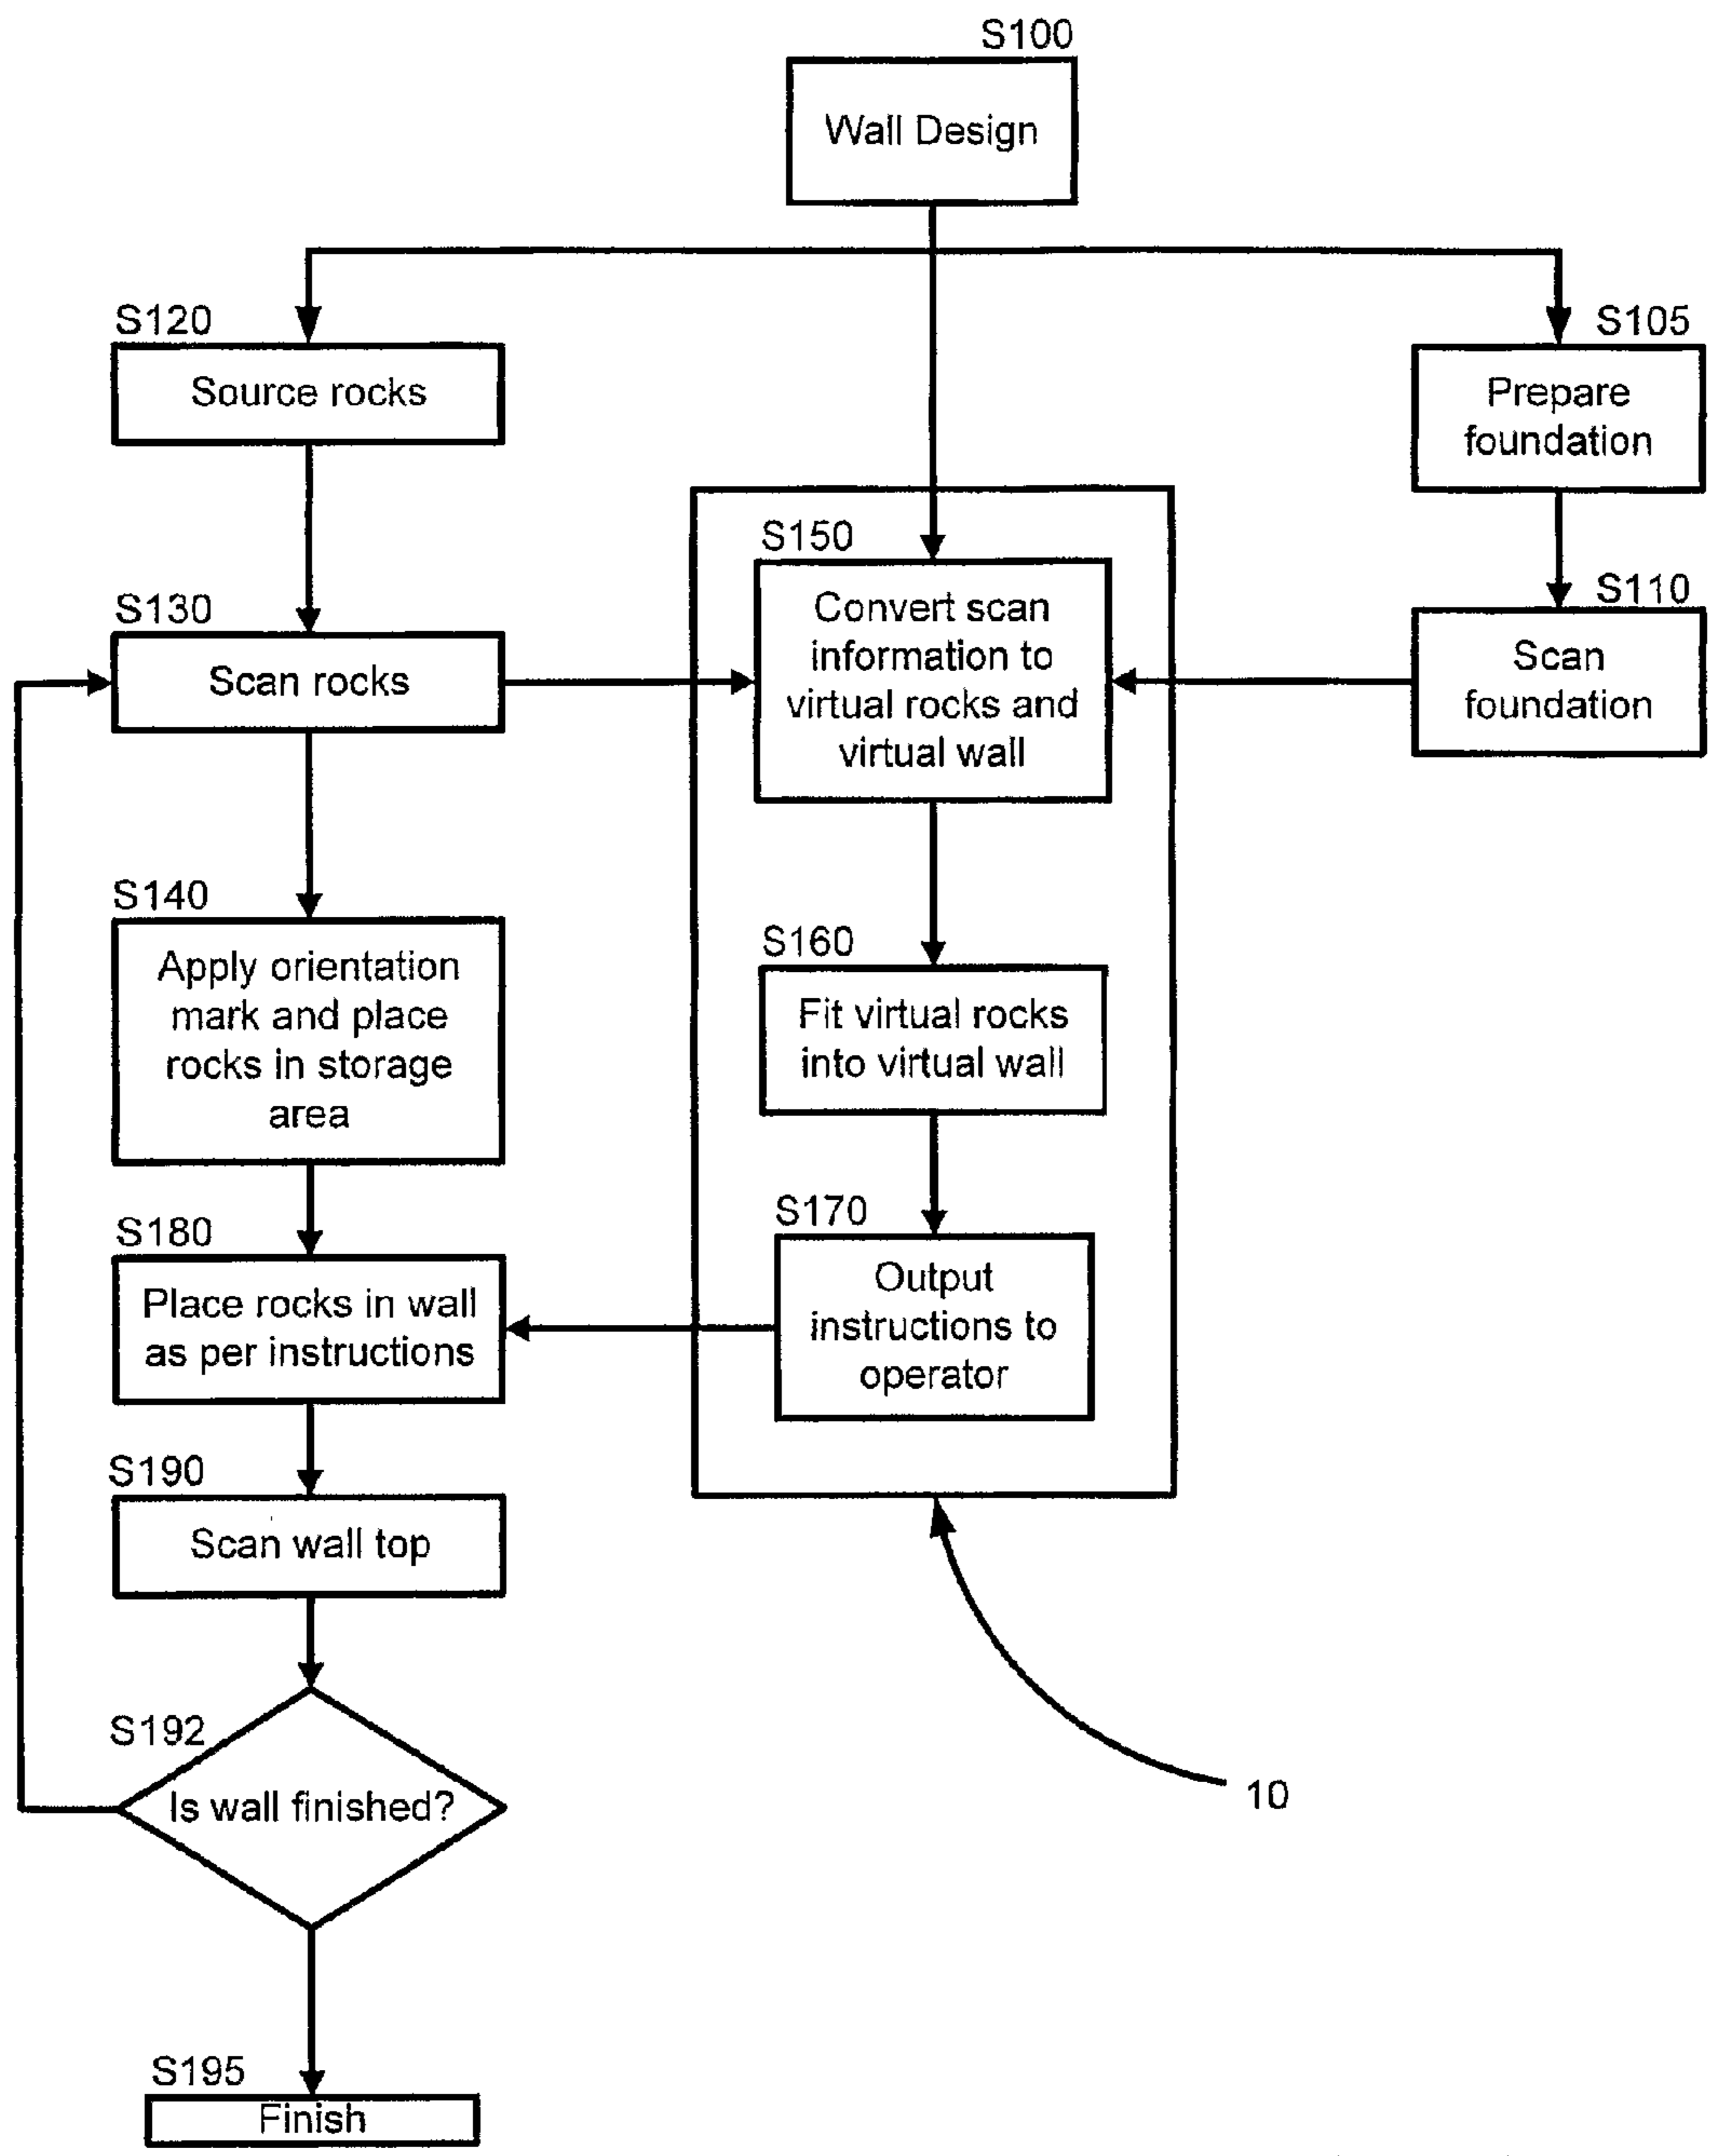 S100
Wall Design
S120
Source rocks
S105
Prepare
foundation
S130
Scan rocks
S150
Convert scan
information to
virtual rocks and
virtual wall
S110
Scan
foundation
S140
Apply orientation
mark and place
rocks in storage
area
S160
Fit virtual rocks
into virtual wall
S180
Place rocks in wall
as per instructions
S170
Output
instructions to
operator
S190
Scan wall top
S192
Is wall finished?
10
S195
Finish